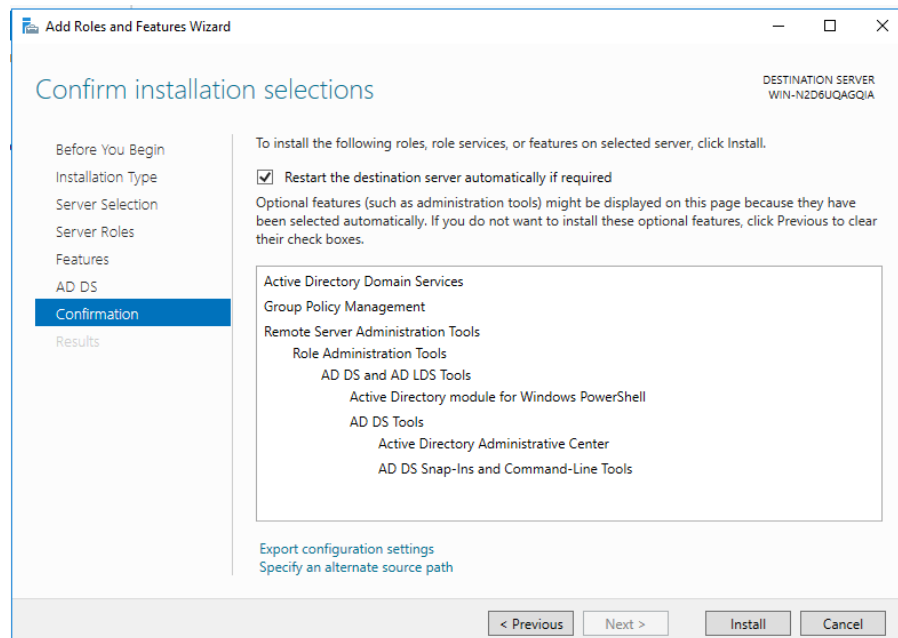 Add Roles and Features Wizard
Confirm installation selections
DESTINATION SERVER
WIN-N2D6UQAGQIA
Before You Begin
Installation Type
Server Selection
Server Roles
Features
AD DS
Confirmation
Results
To install the following roles, role services, or features on selected server, click Install.
Restart the destination server automatically if required
Optional features (such as administration tools) might be displayed on this page because they have
been selected automatically. If you do not want to install these optional features, click Previous to clear
their check boxes.
Active Directory Domain Services
Group Policy Management
Remote Server Administration Tools
Role Administration Tools
AD DS and AD LDS Tools
Active Directory module for Windows PowerShell
AD DS Tools
Active Directory Administrative Center
AD DS Snap-Ins and Command-Line Tools
Export configuration settings
Specify an alternate source path
< Previous
Next >
Install
Cancel